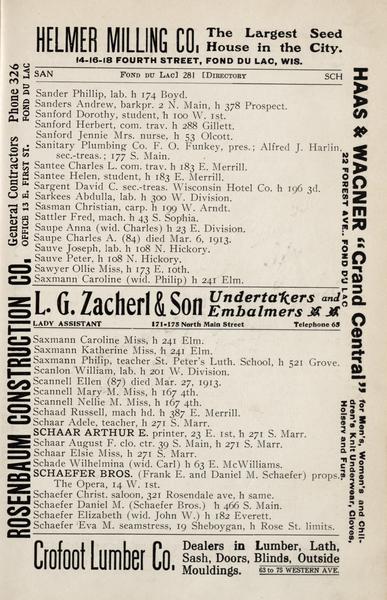 HELMER MILLING CO. The Largest Seed
House in the City.
14-16-18 FOURTH STREET, FOND DU LAC, WIS.
SAN FOND DU LAC] 281 [DIRECTORY SCH
Sander Phillip, lab. h 174 Boyd.
Sanders Andrew, barkpr. 2 N. Main, h 378 Prospect.
Sanford Dorothy, student, h 100 W. 1st.
Sanford Herbert, com. trav. h 288 Gillett.
Sanford Jennie Mrs. nurse, h 53 Olcott.
Sanitary Plumbing Co. F. O. Funkey, pres.; Alfred J. Harlin,
sec.-treas.; 177 S. Main.
Santee Charles L. com. trav. h 183 E. Merrill.
Santee Helen, student, h 183 E. Merrill.
Sargent David C. sec.-treas. Wisconsin Hotel Co. h 196 3d.
Sarkees Abdulla, lab. h 300 W. Division.
Sasman Christian, carp. h 199 W. Arndt.
Sattler Fred, mach. h 43 S. Sophia.
Saupe Anna (wid. Charles) h 23 E. Division.
Saupe Charles A. (84) died Mar. 6, 1913.
Sauve Joseph, lab. h 108 N. Hickory.
Sauve Peter, h 108 N. Hickory.
Sawyer Ollie Miss, h 173 E. 10th.
Saxmann Caroline (wid. Philip) h 241 Elm.
L. G. Zacherl & Son Undertakers and
Embalmers
LADY ASSISTANT 171-175 North Main Street Telephone 65
Saxmann Caroline Miss, h 241 Elm.
Saxmann Katherine Miss, h 241 Elm.
Saxmann Philip, teacher St. Peter's Luth. School, h 521 Grove.
Scanlon William, lab. h 201 W. Division.
Scannell Ellen (87) died Mar. 27, 1913.
Scannell Mary M. Miss, h 167 4th.
Scannell Nellie M. Miss, h 167 4th.
Schaad Russell, mach hd. h 387 E. Merrill.
Schaar Adele, teacher, h 271 S. Marr.
SCHAAR ARTHUR E. printer, 23 E. 1st, h 271 S. Marr.
Schaar August F. clo. ctr. 39 S. Main, h 271 S. Marr.
Schaar Elsie Miss, h 271 S. Marr.
Schade Wilhelmina (wid. Carl) h 63 E. McWilliams.
SCHAEFER BROS. (Frank E. and Daniel M. Schaefer) props.
The Opera, 14 W. 1st.
Schaefer Christ. saloon, 321 Rosendale ave, h same.
Schaefer Daniel M. (Schaefer Bros.) h 466 S. Main.
Schaefer Elizabeth (wid. John W.) h 182 Everett.
Schaefer Eva M. seamstress, 19 Sheboygan, h Rose St. limits.
Crofoot Lumber Co. Dealers in Lumber, Lath,
Sash, Doors, Blinds, Outside
Mouldings. 63 to 75 WESTERN AVE.
ROSENBAUM CONSTRUCTION CO. General Contractors Phone 326
OFFICE 13 E. FIRST ST. FOND DU LAC
HAAS & WAGNER "Grand Central"
22 FOREST AVE., FOND DU LAC
for Men's, Women's and Chil-
dren's Knit Underwear, Gloves,
Hosiery and Furs.